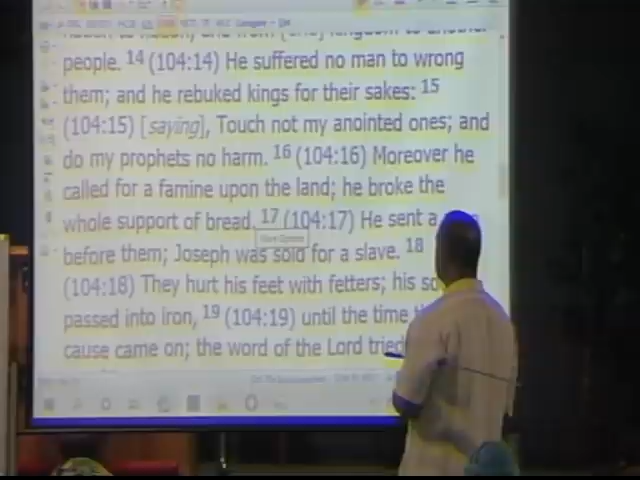 people. 14 (104:14) He suffered no man to wrong
them; and he rebuked kings for their sakes: 15
(104:15) [saying], Touch not my anointed ones; and
do my prophets no harm. 16 (104:16) Moreover he
called for a famine upon the land; he broke the
whole support of bread. 17 (104:17) He sent a
before them; Joseph was sold for a slave. 18
(104:18) They hurt his feet with fetters; his
passed into iron, 19 (104:19) until the time
cause came on; the word of the Lord tried